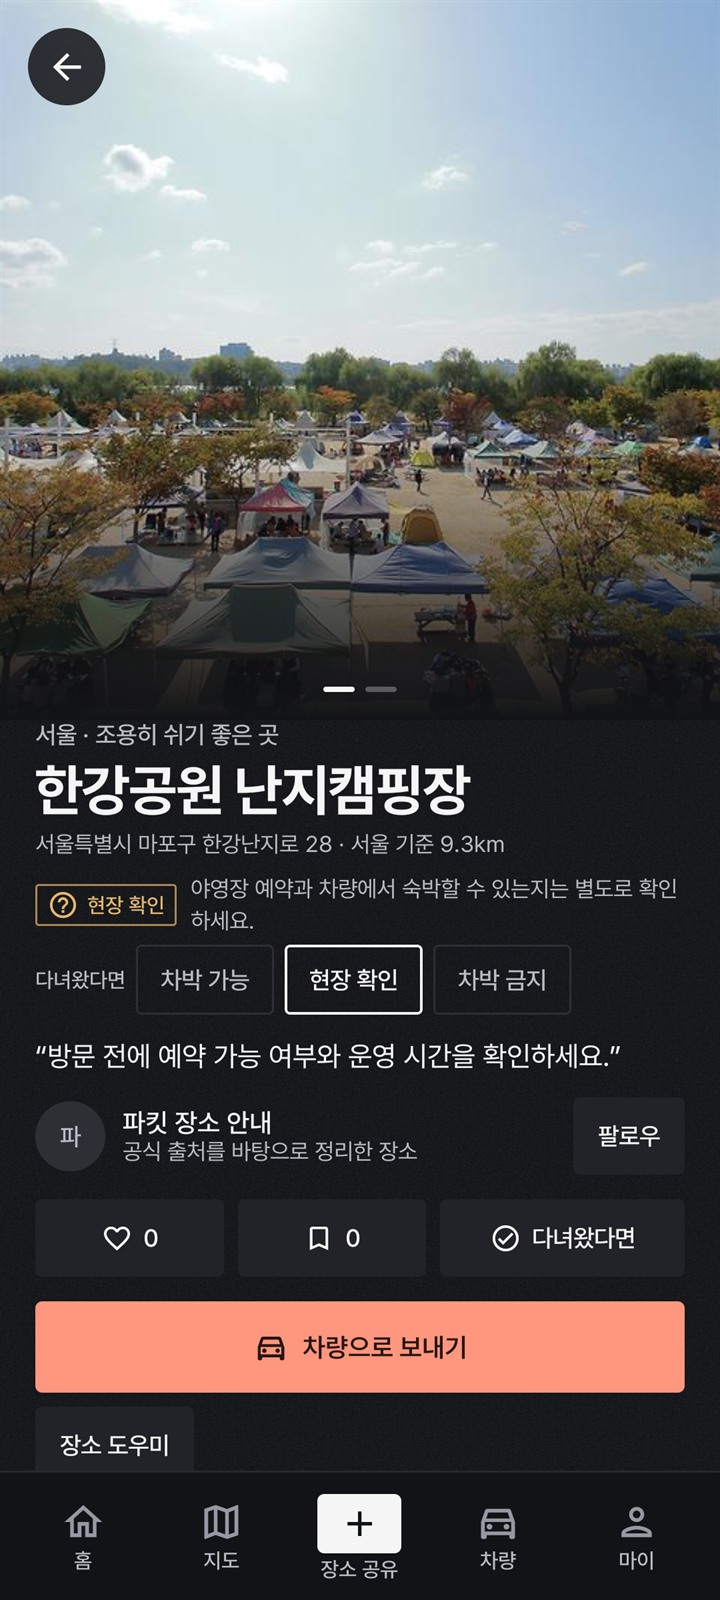 서울 · 조용히 쉬기 좋은 곳
한강공원 난지캠핑장
서울특별시 마포구 한강난지로 28 · 서울 기준 9.3km
현장 확인
야영장 예약과 차량에서 숙박할 수 있는지는 별도로 확인
하세요.
다녀왔다면 차박 가능 현장 확인 차박 금지
“방문 전에 예약 가능 여부와 운영 시간을 확인하세요.”
파
파킷 장소 안내
공식 출처를 바탕으로 정리한 장소
팔로우
0 0 다녀왔다면
차량으로 보내기
장소 도우미
홈 지도 장소 공유 차량 마이